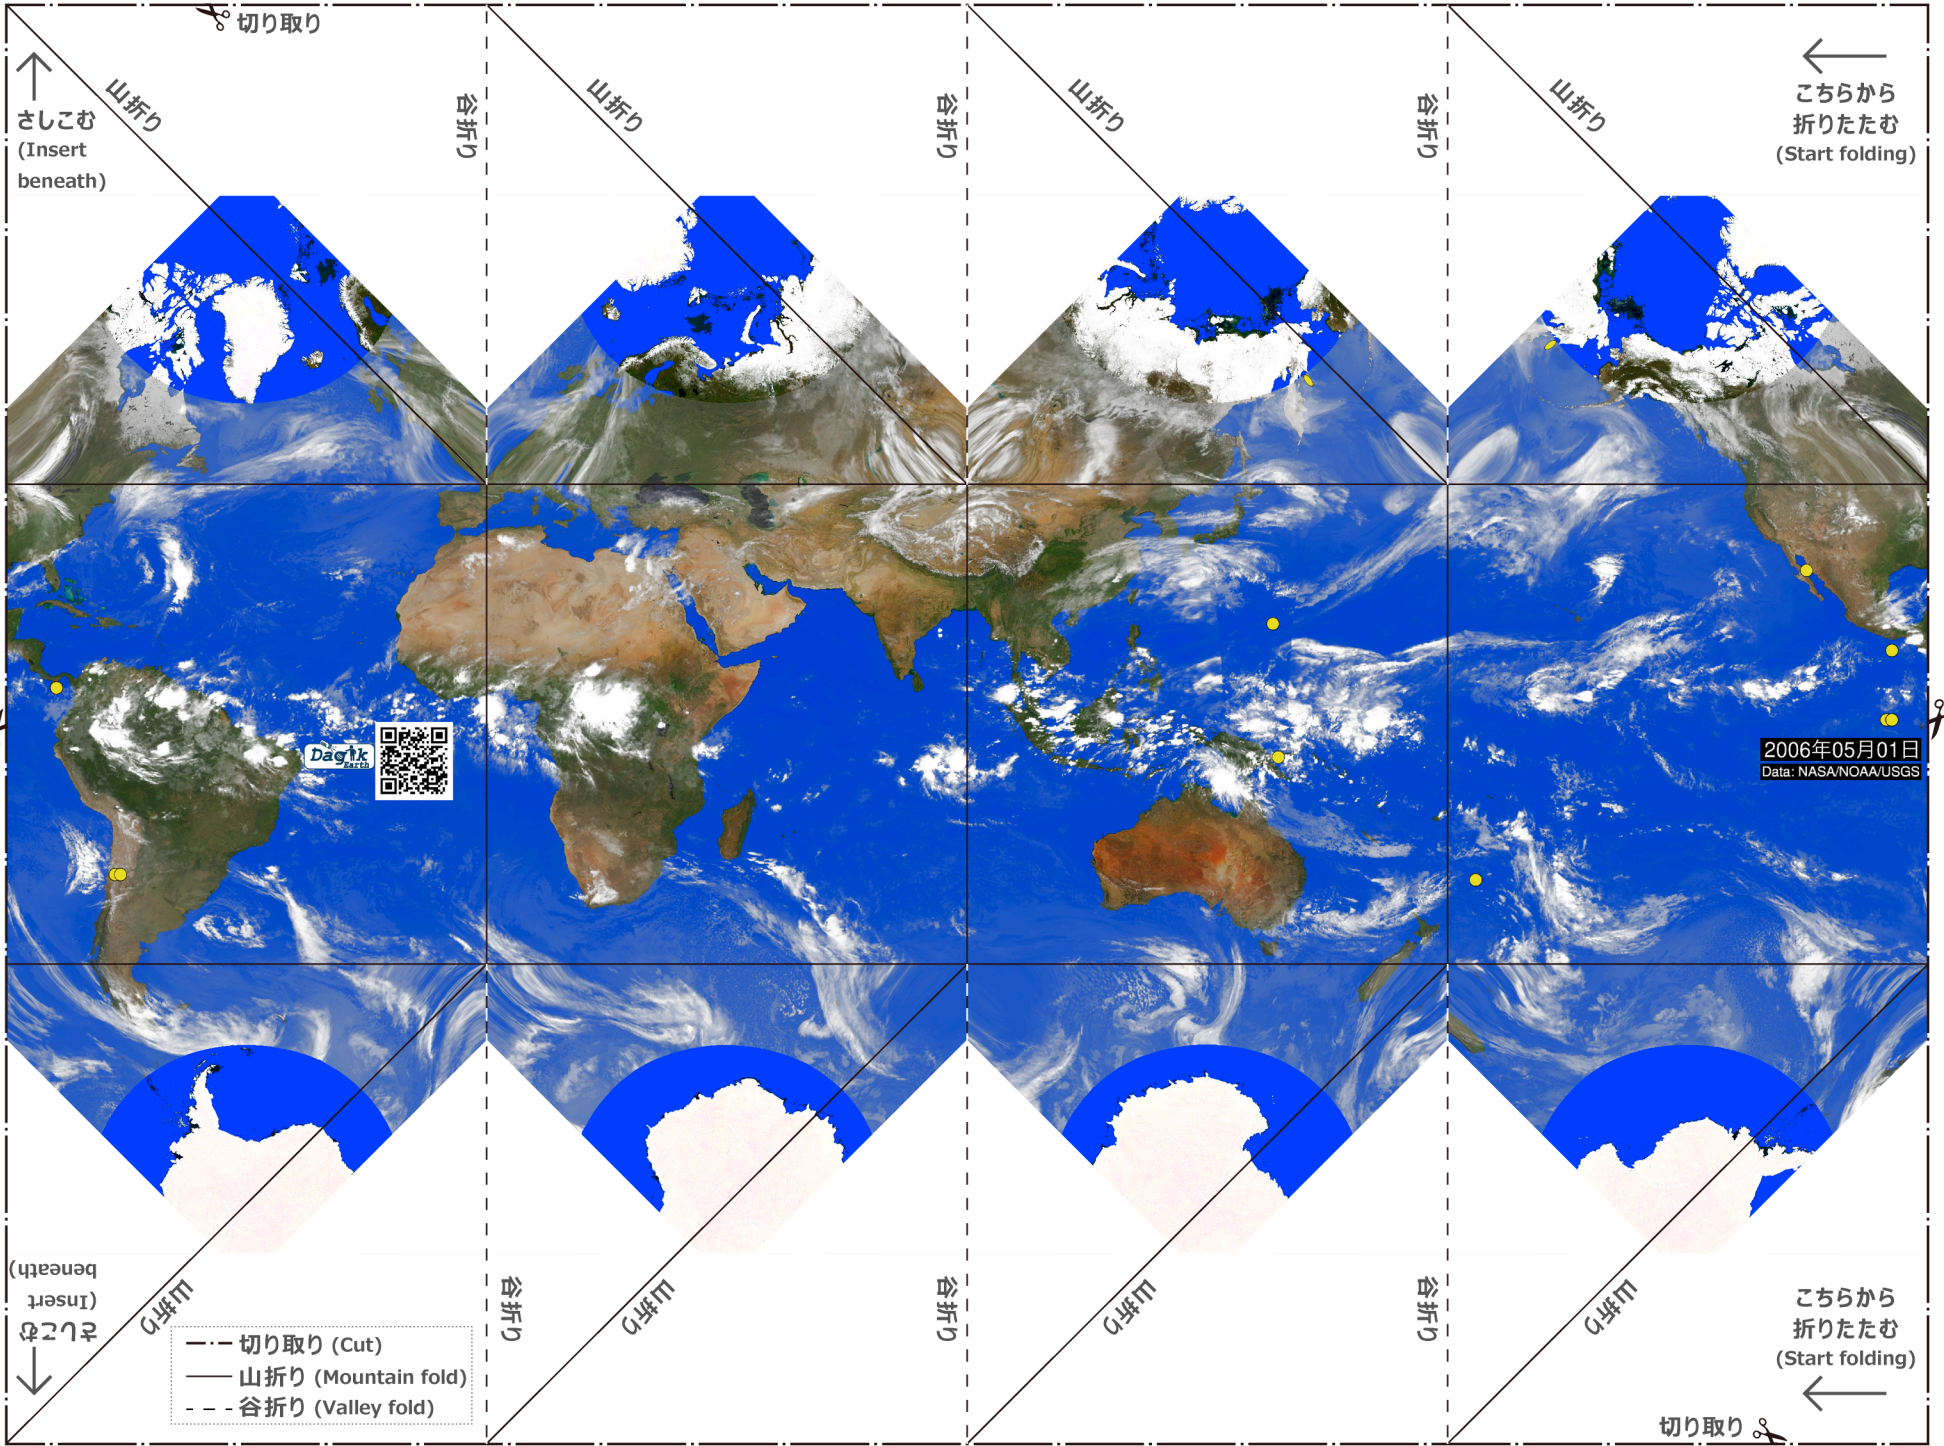 切り取り
山折り
谷折り
山折り
谷折り
山折り
谷折り
山折り
こちらから
折りたたむ
(Start folding)
さしこむ
(Insert
beneath)
Dagik
Earth
2006年05月01日
Data: NASA/NOAA/USGS
さしこむ
(Insert
beneath)
山折り
谷折り
山折り
谷折り
山折り
谷折り
山折り
こちらから
折りたたむ
(Start folding)
切り取り (Cut)
山折り (Mountain fold)
谷折り (Valley fold)
切り取り